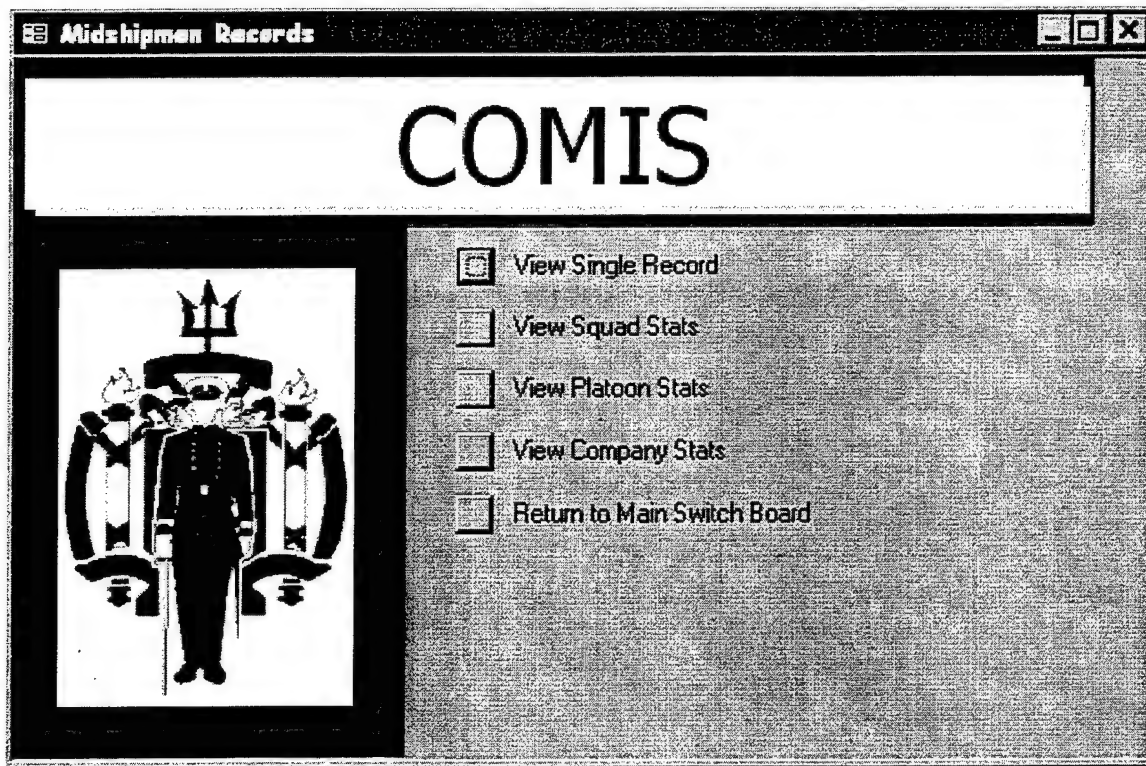 Midshipmen Records
COMIS
View Single Record
View Squad Stats
View Platoon Stats
View Company Stats
Return to Main Switch Board